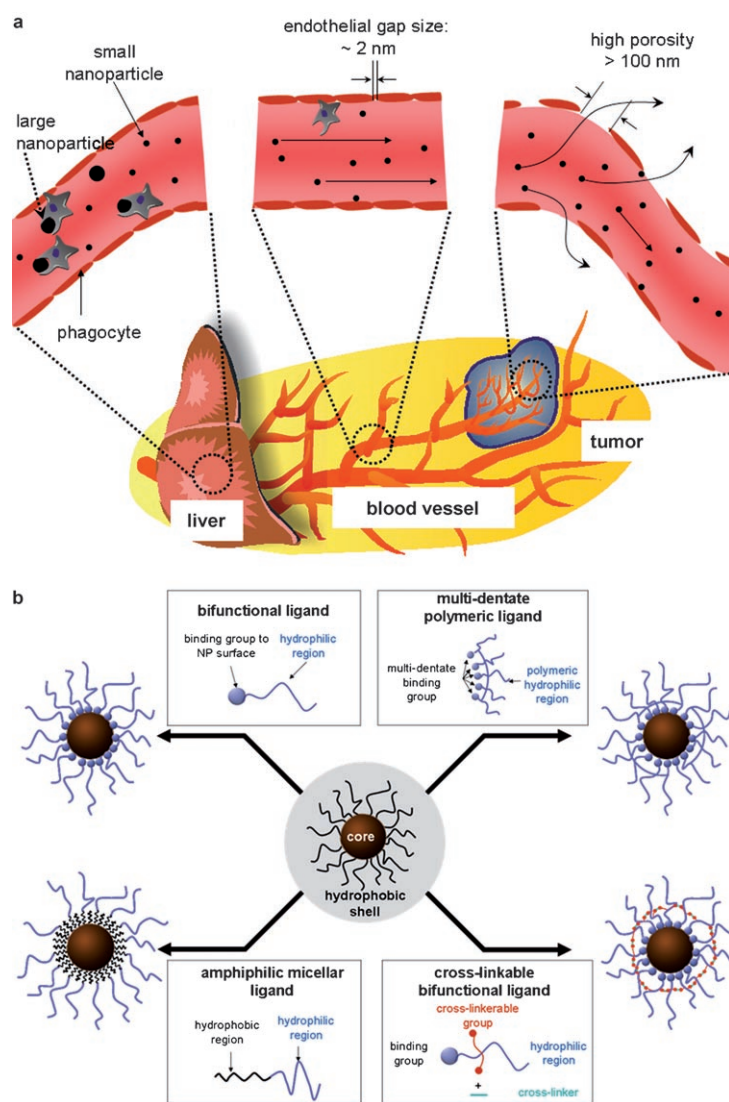 a
small
nanoparticle
large
nanoparticle
phagocyte
endothelial gap size:
~ 2 nm
high porosity
> 100 nm
liver
blood vessel
tumor
b
bifunctional ligand
binding group to
NP surface
hydrophilic
region
multi-dentate
polymeric ligand
multi-dentate
binding
group
polymeric
hydrophilic
region
core
hydrophobic
shell
amphiphilic micellar
ligand
hydrophobic region
hydrophilic
region
cross-linkable
bifunctional ligand
cross-linkerable
group
binding
group
hydrophilic
region
+
cross-linker